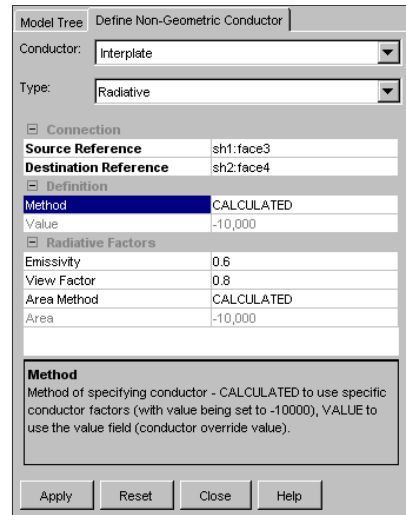 Model Tree Define Non-Geometric Conductor
Conductor: Interplate
Type: Radiative
Connection
Source Reference sh1:face3
Destination Reference sh2:face4
Definition
Method CALCULATED
Value -10,000
Radiative Factors
Emissivity 0.6
View Factor 0.8
Area Method CALCULATED
Area -10,000
Method
Method of specifying conductor - CALCULATED to use specific
conductor factors (with value being set to -10000), VALUE to
use the value field (conductor override value).
Apply Reset Close Help